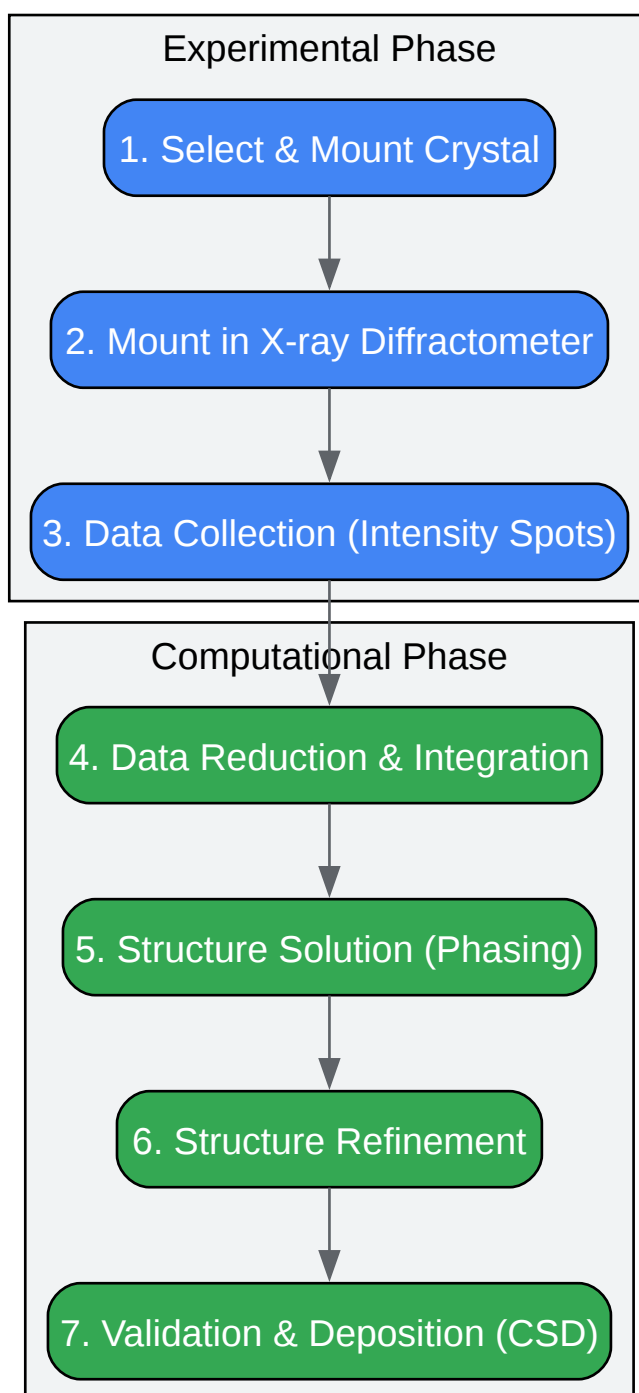 Experimental Phase
1. Select & Mount Crystal
2. Mount in X-ray Diffractometer
3. Data Collection (Intensity Spots)
Computational Phase
4. Data Reduction & Integration
5. Structure Solution (Phasing)
6. Structure Refinement
7. Validation & Deposition (CSD)